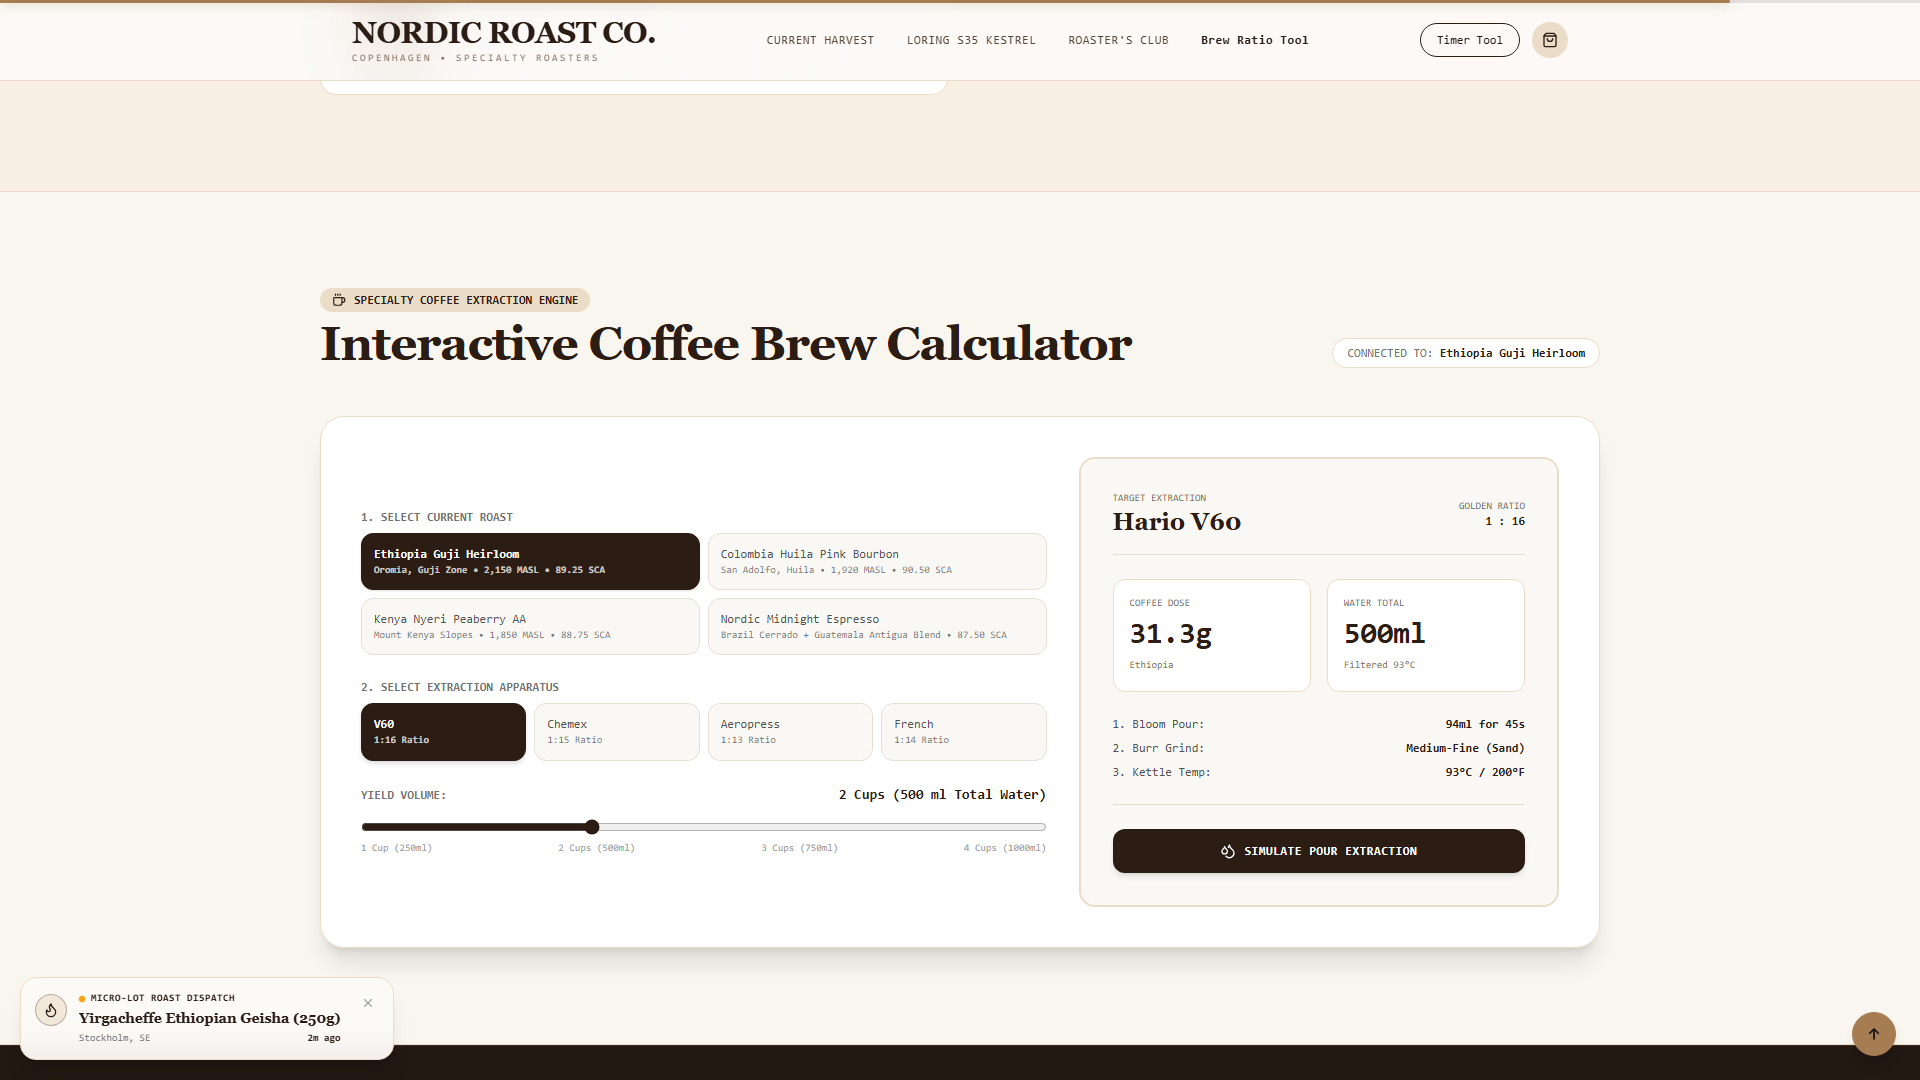 NORDIC ROAST CO.
COPENHAGEN • SPECIALTY ROASTERS
CURRENT HARVEST
LORING S35 KESTREL
ROASTER'S CLUB
Brew Ratio Tool
Timer Tool
SPECIALTY COFFEE EXTRACTION ENGINE
Interactive Coffee Brew Calculator
CONNECTED TO: Ethiopia Guji Heirloom
1. SELECT CURRENT ROAST
Ethiopia Guji Heirloom
Oromia, Guji Zone • 2,150 MASL • 89.25 SCA
Colombia Huila Pink Bourbon
San Adolfo, Huila • 1,920 MASL • 90.50 SCA
Kenya Nyeri Peaberry AA
Mount Kenya Slopes • 1,850 MASL • 88.75 SCA
Nordic Midnight Espresso
Brazil Cerrado + Guatemala Antigua Blend • 87.50 SCA
2. SELECT EXTRACTION APPARATUS
V60
1:16 Ratio
Chemex
1:15 Ratio
Aeropress
1:13 Ratio
French
1:14 Ratio
YIELD VOLUME:
2 Cups (500 ml Total Water)
1 Cup (250ml)
2 Cups (500ml)
3 Cups (750ml)
4 Cups (1000ml)
TARGET EXTRACTION
Hario V60
GOLDEN RATIO
1 : 16
COFFEE DOSE
31.3g
Ethiopia
WATER TOTAL
500ml
Filtered 93°C
1. Bloom Pour:
94ml for 45s
2. Burr Grind:
Medium-Fine (Sand)
3. Kettle Temp:
93°C / 200°F
SIMULATE POUR EXTRACTION
MICRO-LOT ROAST DISPATCH
Yirgacheffe Ethiopian Geisha (250g)
Stockholm, SE
2m ago